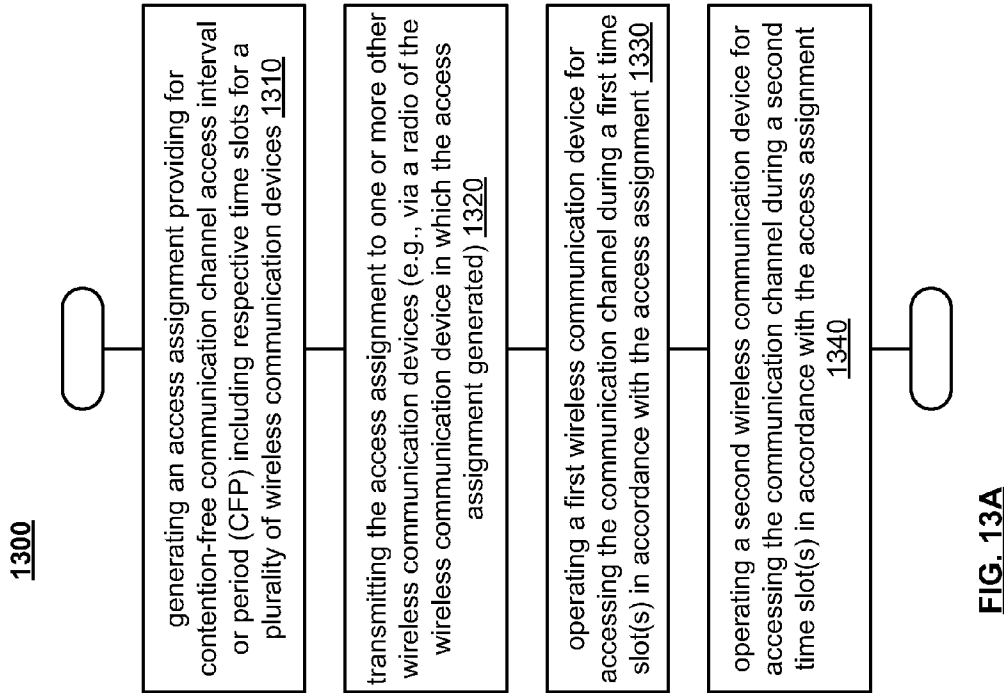 1300
generating an access assignment providing for
contention-free communication channel access interval
or period (CFP) including respective time slots for a
plurality of wireless communication devices 1310
transmitting the access assignment to one or more other
wireless communication devices (e.g., via a radio of the
wireless communication device in which the access
assignment generated) 1320
operating a first wireless communication device for
accessing the communication channel during a first time
slot(s) in accordance with the access assignment 1330
operating a second wireless communication device for
accessing the communication channel during a second
time slot(s) in accordance with the access assignment
1340
FIG. 13A